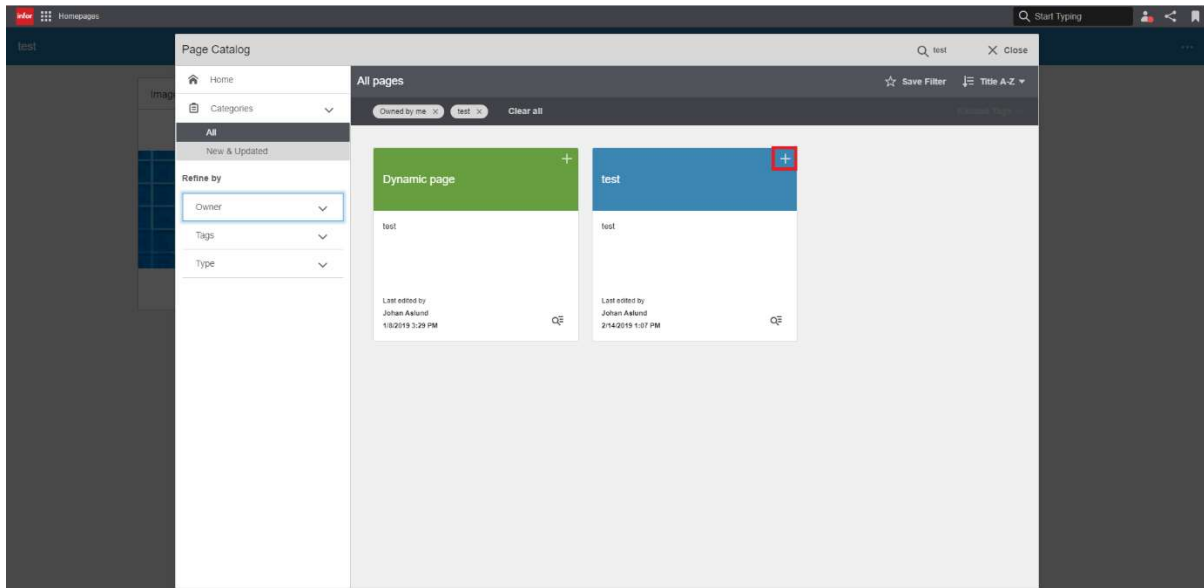 infor Homepages Start Typing
test
Page Catalog test Close
Home
Categories
All
New & Updated
Refine by
Owner
Tags
Type
All pages Save Filter Title A-Z
Owned by me test Clear all
Dynamic page
test
Last edited by
Johan Aslund
1/8/2019 3:29 PM
test
test
Last edited by
Johan Aslund
2/14/2019 1:07 PM